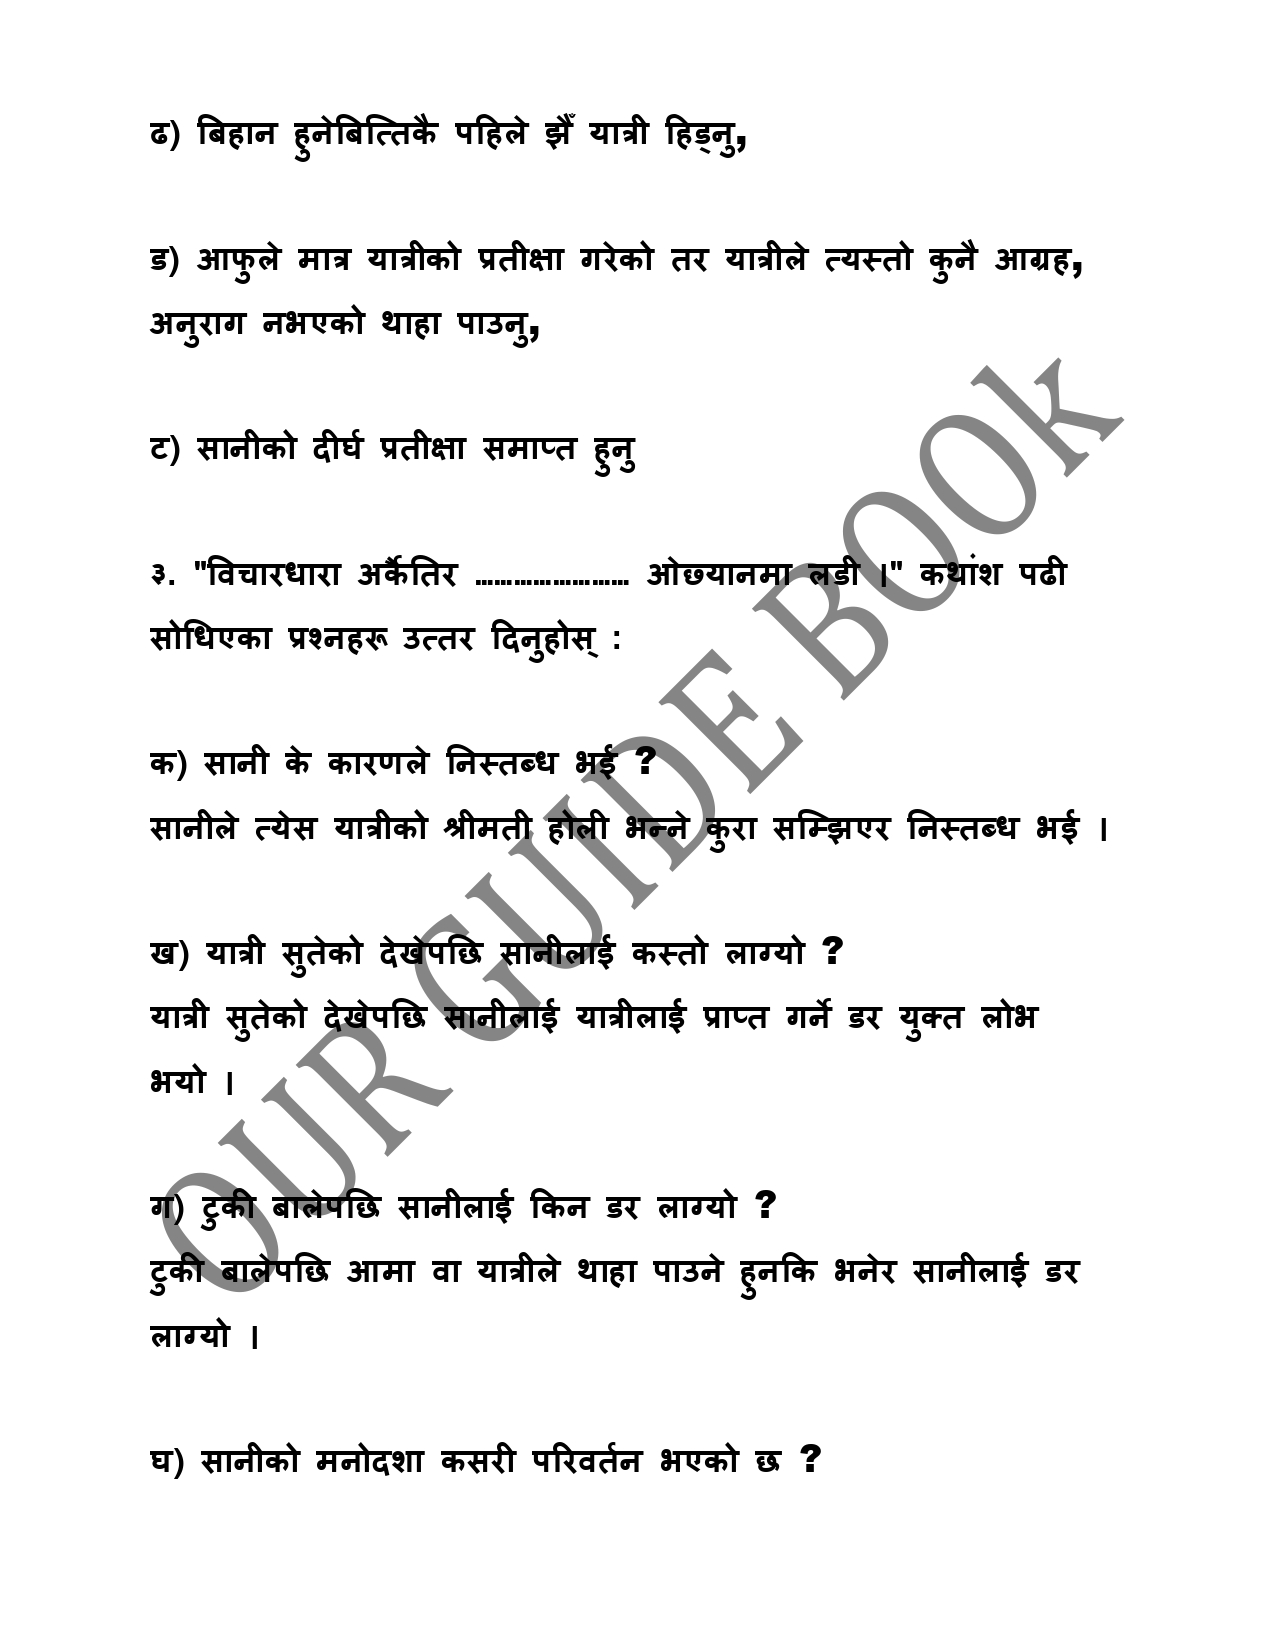 ढ) बिहान हुनेबित्तिकै पहिले झैँ यात्री हिड्नु,
ड) आफुले मात्र यात्रीको प्रतीक्षा गरेको तर यात्रीले त्यस्तो कुनै आग्रह,
अनुराग नभएको थाहा पाउनु,
ट) सानीको दीर्घ प्रतीक्षा समाप्त हुनु
३. "विचारधारा अर्कैतिर ........................ ओछ्यानमा लडी ।" कथांश पढी
सोधिएका प्रश्नहरू उत्तर दिनुहोस् :
क) सानी के कारणले निस्तब्ध भई ?
सानीले त्येस यात्रीको श्रीमती होली भन्ने कुरा सम्झिएर निस्तब्ध भई ।
ख) यात्री सुतेको देखेपछि सानीलाई कस्तो लाग्यो ?
यात्री सुतेको देखेपछि सानीलाई यात्रीलाई प्राप्त गर्ने डर युक्त लोभ
भयो ।
ग) टुकी बालेपछि सानीलाई किन डर लाग्यो ?
टुकी बालेपछि आमा वा यात्रीले थाहा पाउने हुनकि भनेर सानीलाई डर
लाग्यो ।
घ) सानीको मनोदशा कसरी परिवर्तन भएको छ ?
OUR GUIDE BOOk